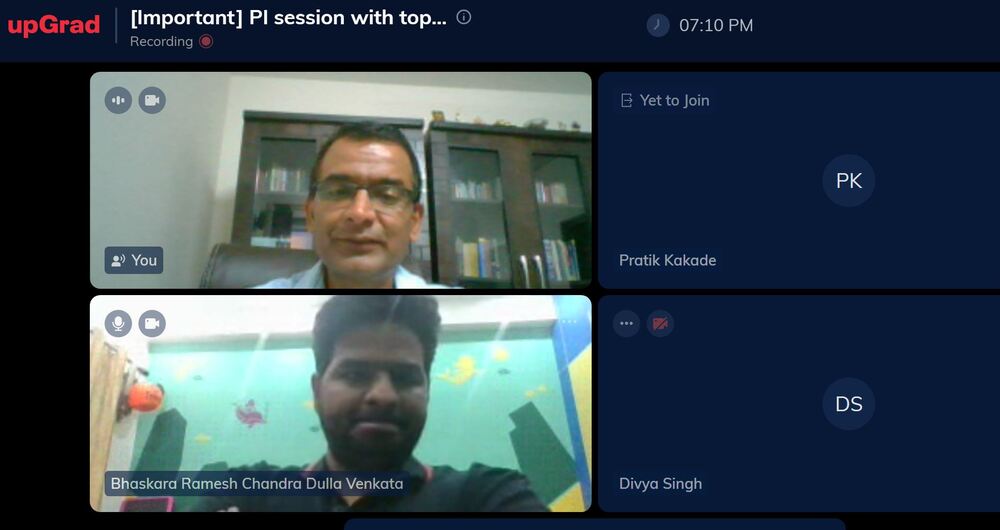 upGrad
[Important] PI session with top...
Recording
07:10 PM
You
Yet to Join
PK
Pratik Kakade
Bhaskara Ramesh Chandra Dulla Venkata
DS
Divya Singh